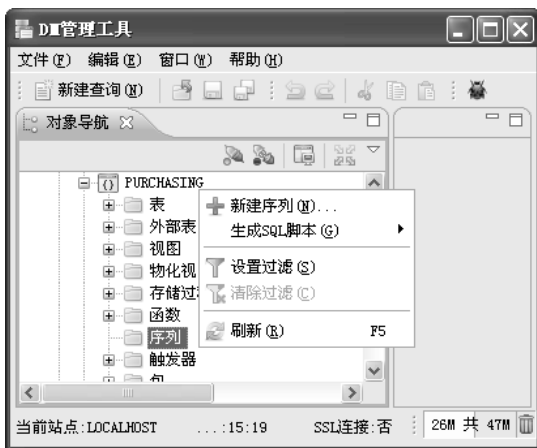 DM管理工具
文件(F) 编辑(E) 窗口(W) 帮助(H)
新建查询(N)
对象导航
PURCHASING
表
外部表
视图
物化视
存储过
函数
序列
触发器
新建序列(N)...
生成SQL脚本(G)
设置过滤(S)
清除过滤(C)
刷新(R) F5
当前站点:LOCALHOST ...:15:19 SSL连接:否 26M 共 47M